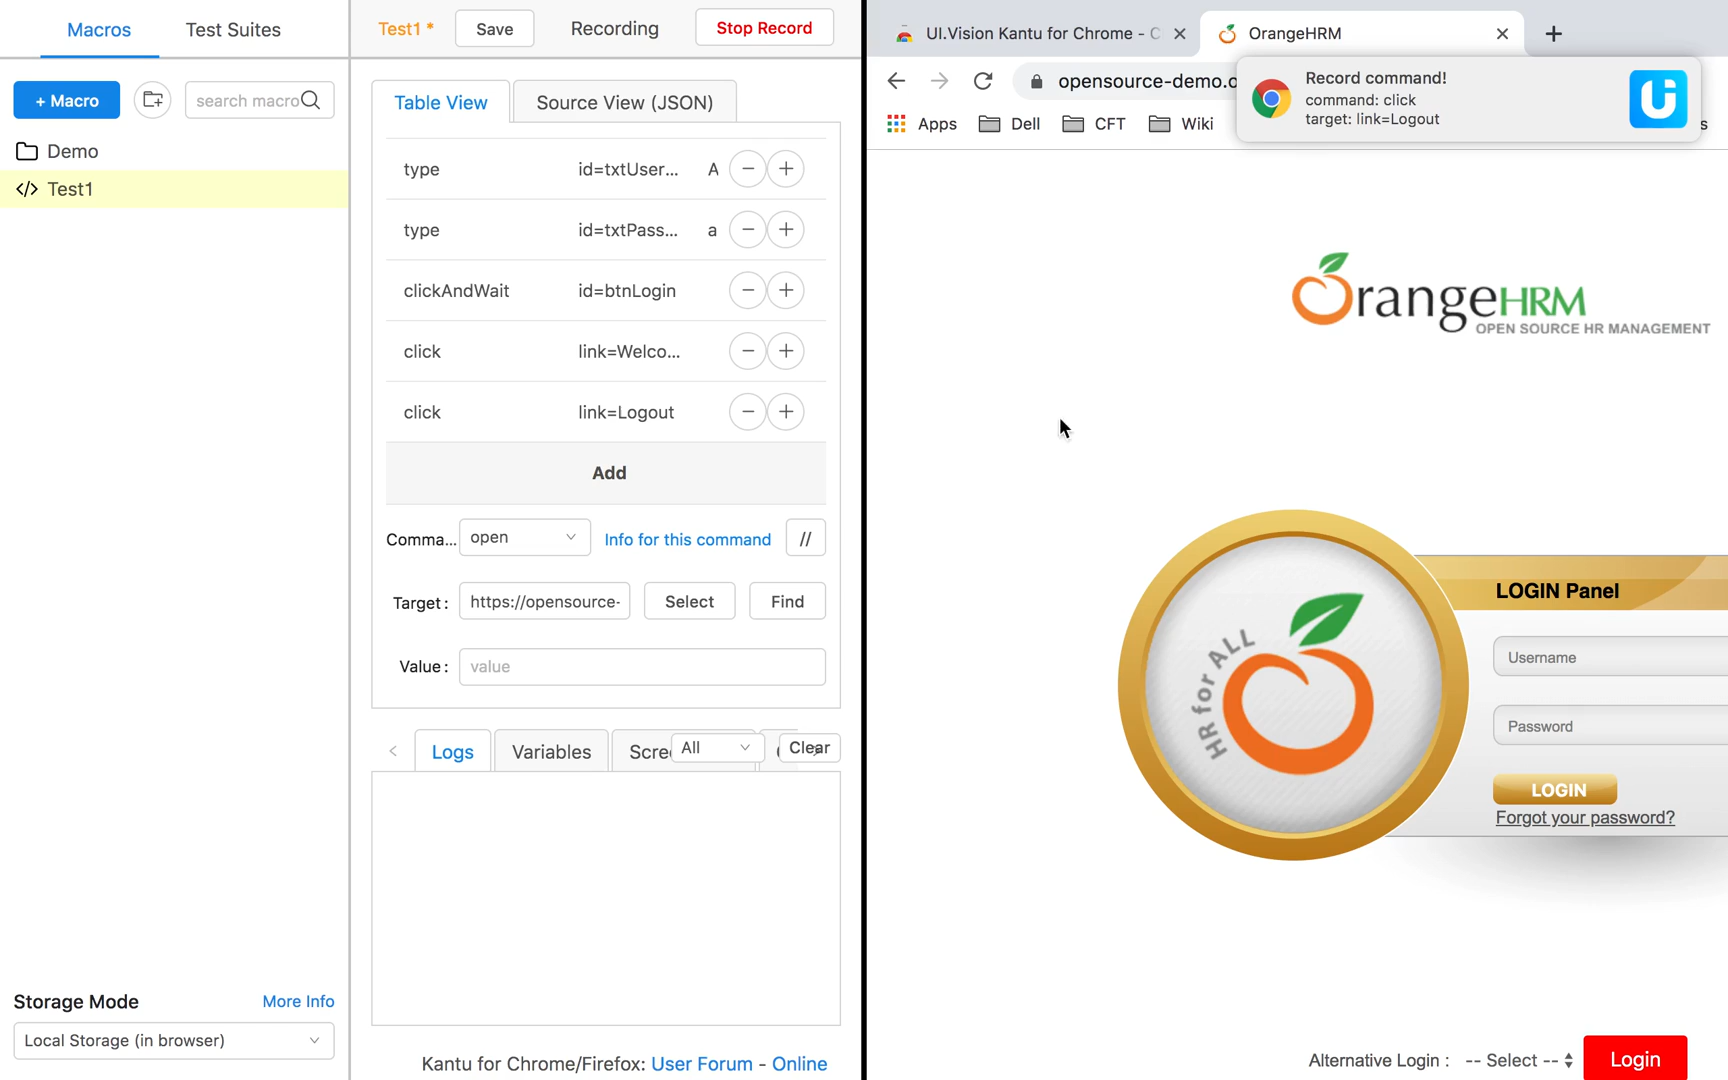 Macros
Test Suites
+ Macro
search macro
Demo
Test1
Storage Mode
More Info
Local Storage (in browser)
Test1 *
Save
Recording
Stop Record
Table View
Source View (JSON)
type id=txtUser... A
type id=txtPass... a
clickAndWait id=btnLogin
click link=Welco...
click link=Logout
Add
Comma... open Info for this command //
Target: https://opensource- Select Find
Value: value
Logs
Variables
Scree
All
Clear
Kantu for Chrome/Firefox: User Forum - Online
UI.Vision Kantu for Chrome - C
OrangeHRM
opensource-demo.o
Record command!
command: click
target: link=Logout
Apps
Dell
CFT
Wiki
s
OrangeHRM
OPEN SOURCE HR MANAGEMENT
HR for ALL
LOGIN Panel
Username
Password
LOGIN
Forgot your password?
Alternative Login : -- Select --
Login